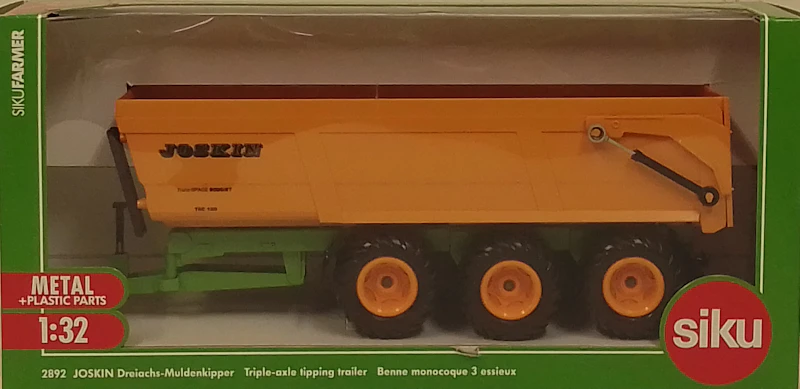 SIKUFARMER
JOSKIN
METAL
+PLASTIC PARTS
1:32
siku
2892 JOSKIN Dreiachs-Muldenkipper Triple-axle tipping trailer Benne monocoque 3 essieux